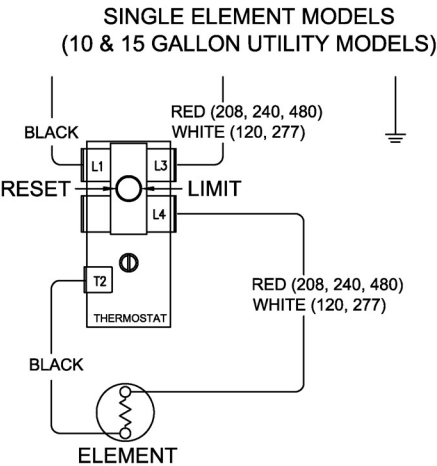 SINGLE ELEMENT MODELS
(10 & 15 GALLON UTILITY MODELS)
RED (208, 240, 480)
BLACK
WHITE (120, 277)
L1
L3
RESET
LIMIT
L4
T2
RED (208, 240, 480)
WHITE (120, 277)
THERMOSTAT
BLACK
ELEMENT